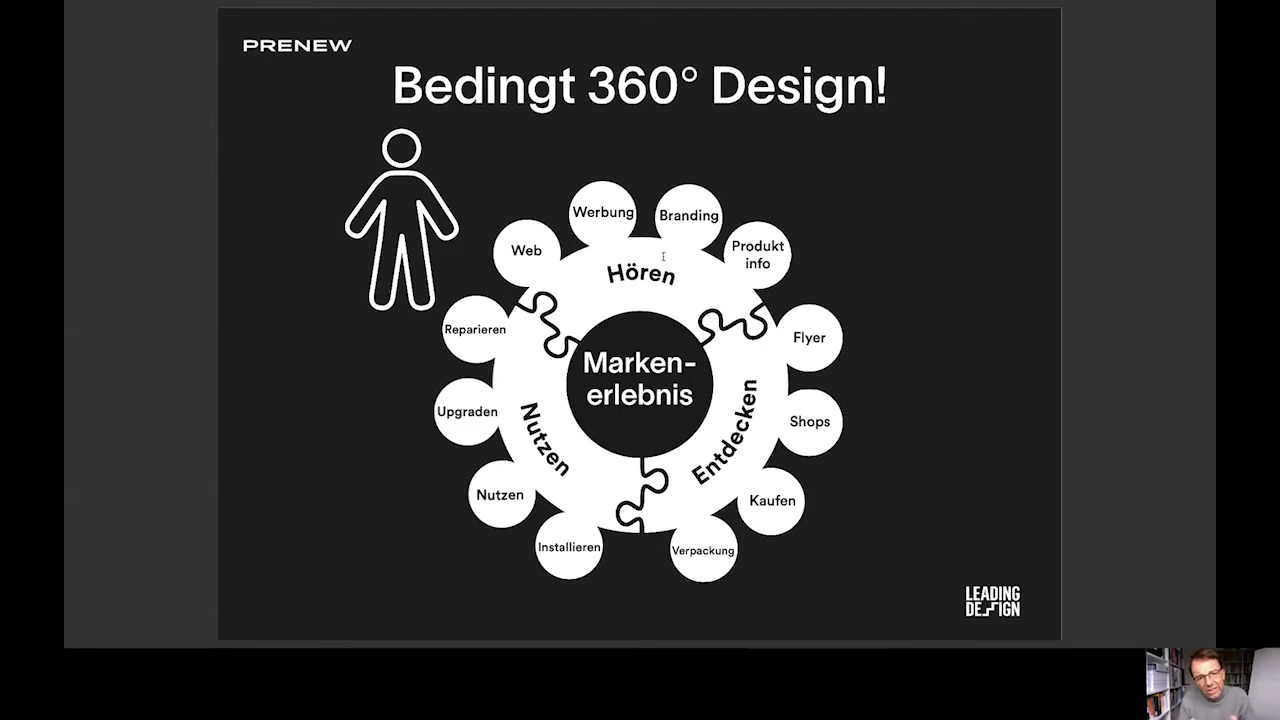 PRENEW
Bedingt 360° Design!
Werbung
Branding
Web
Produkt
info
Hören
Reparieren
Flyer
Marken-
erlebnis
Upgraden
Nutzen
Entdecken
Shops
Nutzen
Kaufen
Installieren
Verpackung
LEADING
DESIGN